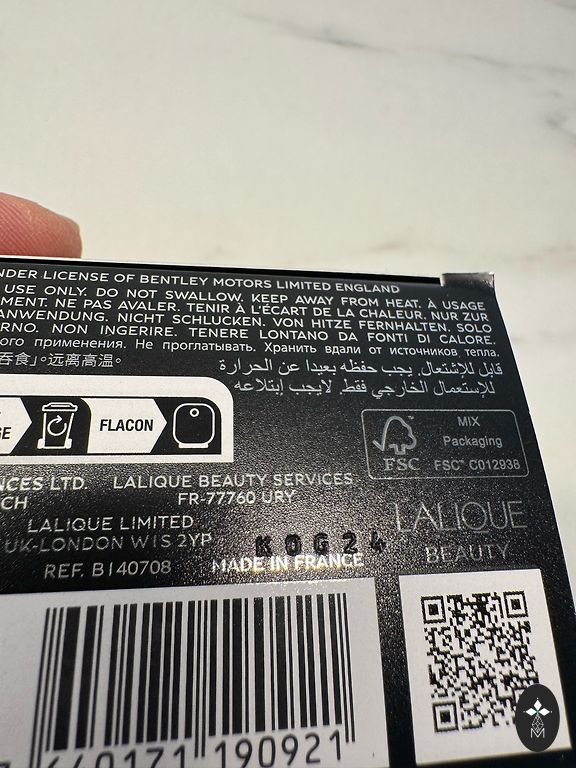 NDER LICENSE OF BENTLEY MOTORS LIMITED ENGLAND
USE ONLY. DO NOT SWALLOW. KEEP AWAY FROM HEAT. À USAGE
MENT. NE PAS AVALER. TENIR À L'ÉCART DE LA CHALEUR. NUR ZUR
ANWENDUNG. NICHT SCHLUCKEN. VON HITZE FERNHALTEN. SOLO
RNO. NON INGERIRE. TENERE LONTANO DA FONTI DI CALORE.
ого применения. Не проглатывать. Хранить вдали от источников тепла.
吞食」。远离高温。
قابل للإشتعال. يجب حفظه بعيدا عن الحرارة
للإستعمال الخارجي فقط. لايجب إبتلاعه
GE
FLACON
FSC
MIX
Packaging
FSC™ C012938
NCES LTD.
CH
LALIQUE BEAUTY SERVICES
FR-77760 URY
LALIQUE LIMITED
UK-LONDON W1S 2YP
REF. B140708
K0G24
MADE IN FRANCE
LALIQUE
BEAUTY
640171 190921
M